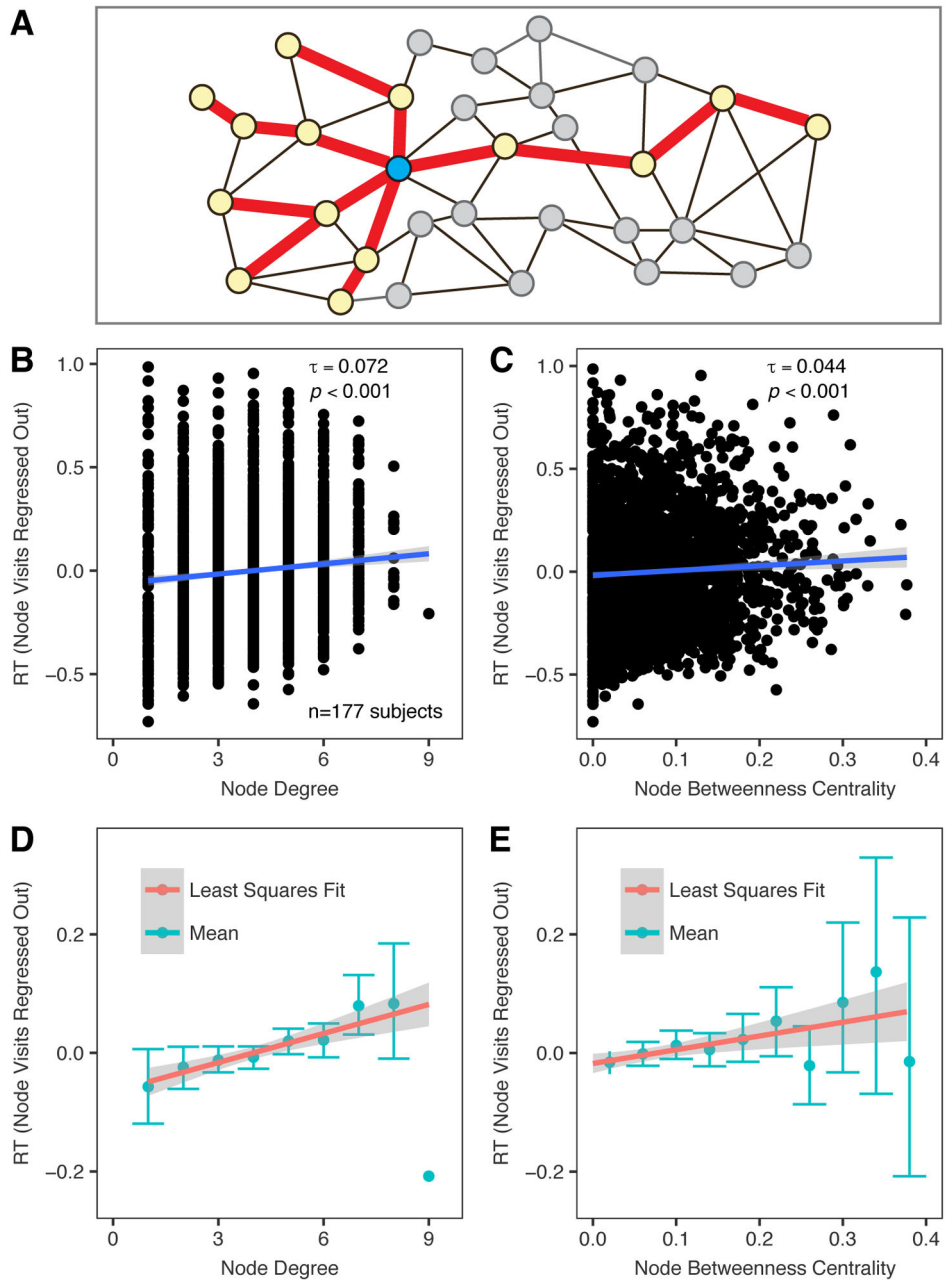 A
B
RT (Node Visits Regressed Out)
1.0
0.5
0.0
−0.5
τ = 0.072
p < 0.001
n=177 subjects
0
3
6
9
Node Degree
C
RT (Node Visits Regressed Out)
1.0
0.5
0.0
−0.5
τ = 0.044
p < 0.001
0.0
0.1
0.2
0.3
0.4
Node Betweenness Centrality
D
RT (Node Visits Regressed Out)
0.2
0.0
−0.2
Least Squares Fit
Mean
0
3
6
9
Node Degree
E
RT (Node Visits Regressed Out)
0.2
0.0
−0.2
Least Squares Fit
Mean
0.0
0.1
0.2
0.3
0.4
Node Betweenness Centrality